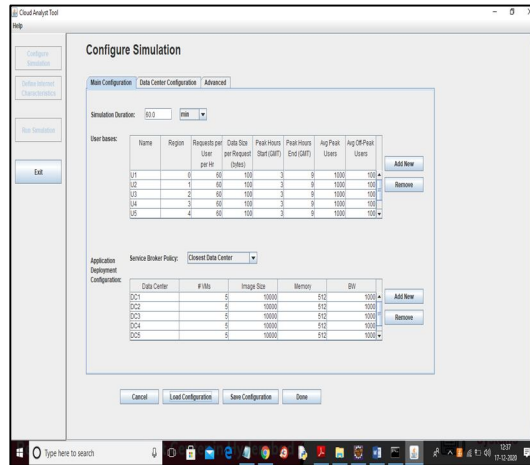 Cloud Analyst Tool
Help
Configure Simulation
Define Internet Characteristics
Run Simulation
Exit
Configure Simulation
Main Configuration Data Center Configuration Advanced
Simulation Duration: 60.0 min
User bases:
Name Region Requests per User per Hr Data Size per Request (bytes) Peak Hours Start (GMT) Peak Hours End (GMT) Avg Peak Users Avg Off-Peak Users
U1 0 60 100 3 9 1000 100
U2 1 60 100 3 9 1000 100
U3 2 60 100 3 9 1000 100
U4 3 60 100 3 9 1000 100
U5 4 60 100 3 9 1000 100
Add New
Remove
Application Deployment Configuration:
Service Broker Policy: Closest Data Center
Data Center # VMs Image Size Memory BW
DC1 5 10000 512 1000
DC2 5 10000 512 1000
DC3 5 10000 512 1000
DC4 5 10000 512 1000
DC5 5 10000 512 1000
Add New
Remove
Cancel Load Configuration Save Configuration Done
Type here to search
12:37
17-12-2020